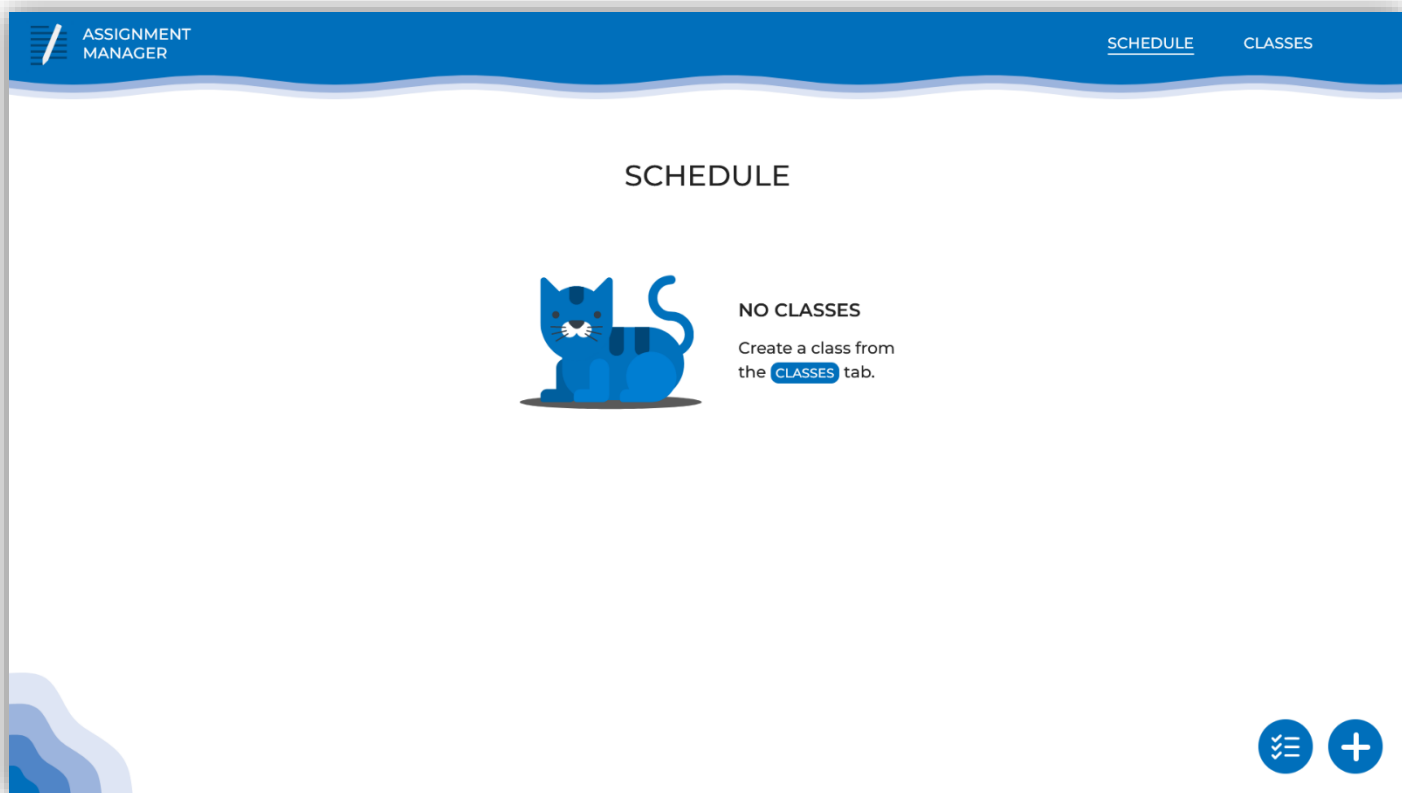 ASSIGNMENT
MANAGER
SCHEDULE
CLASSES
SCHEDULE
NO CLASSES
Create a class from
the CLASSES tab.